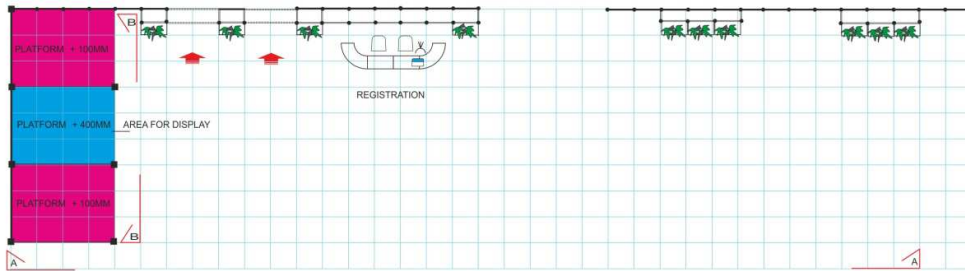 B
PLATFORM + 100MM
REGISTRATION
PLATFORM + 400MM
AREA FOR DISPLAY
PLATFORM + 100MM
B
A
A